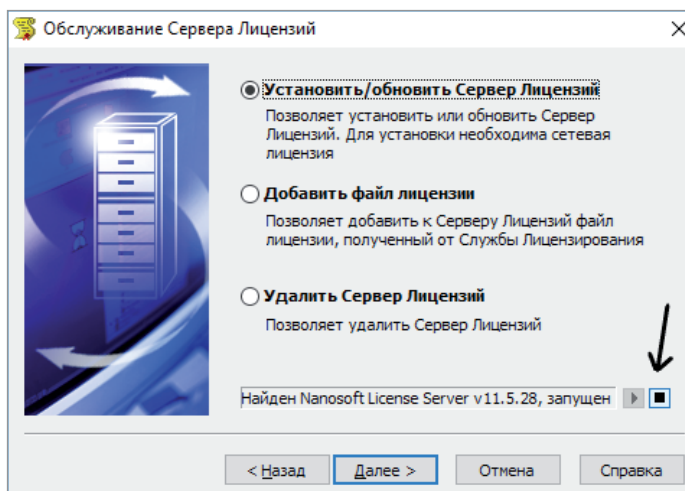 Обслуживание Сервера Лицензий
Установить/обновить Сервер Лицензий
Позволяет установить или обновить Сервер
Лицензий. Для установки необходима сетевая
лицензия
Добавить файл лицензии
Позволяет добавить к Серверу Лицензий файл
лицензии, полученный от Службы Лицензирования
Удалить Сервер Лицензий
Позволяет удалить Сервер Лицензий
Найден Nanosoft License Server v11.5.28, запущен
< Назад
Далее >
Отмена
Справка